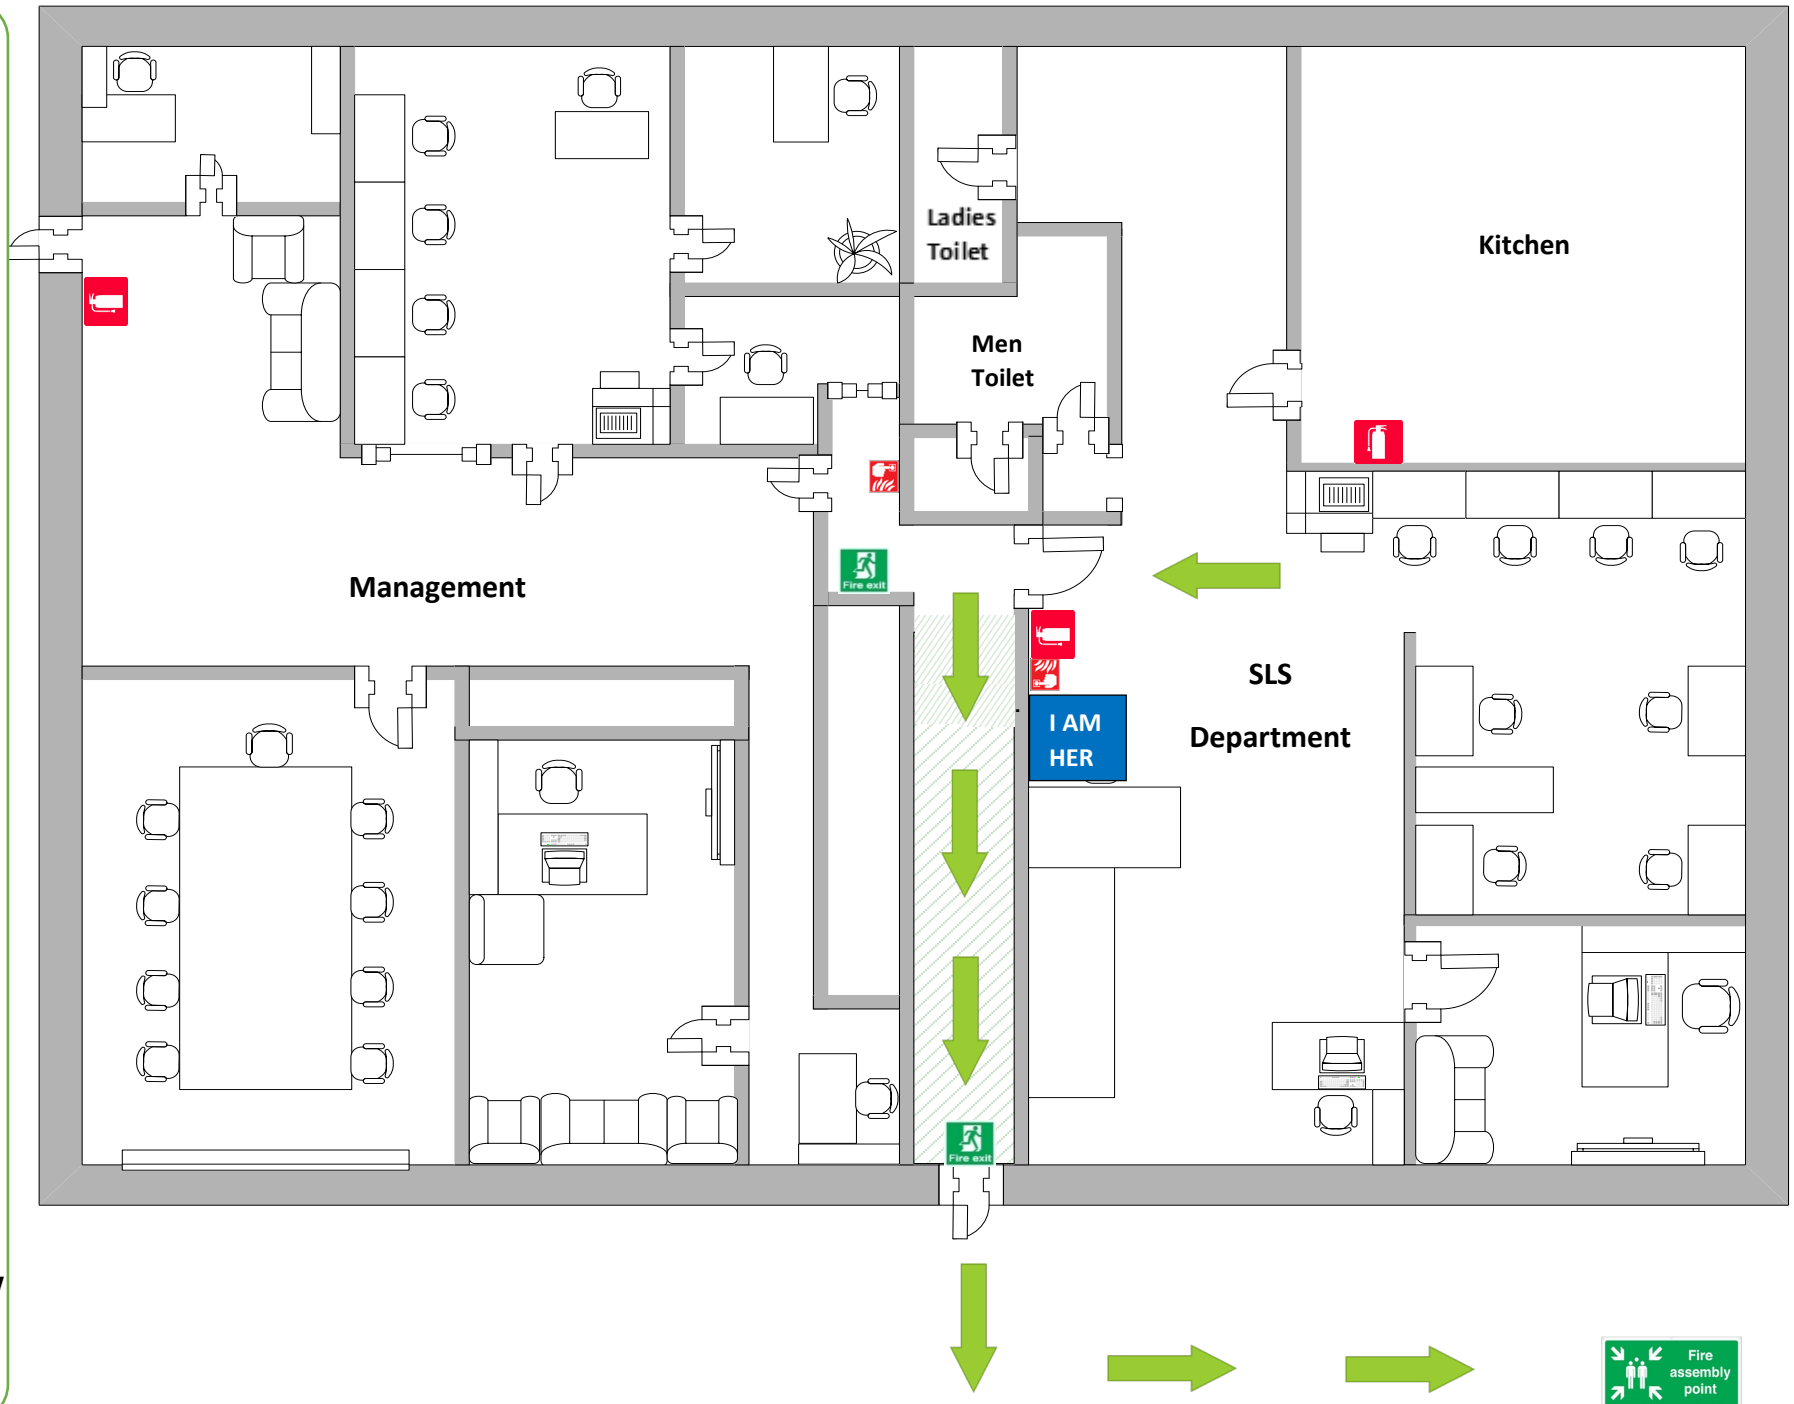 Ladies
Toilet
Kitchen
Men
Toilet
Management
Fire exit
SLS
Department
I AM
HER
Fire exit
Fire
assembly
point